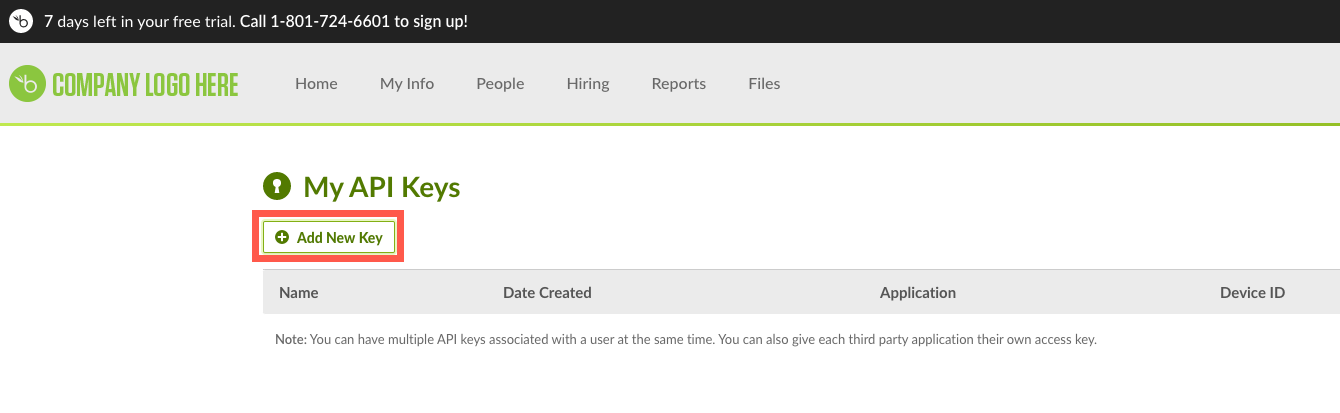 7 days left in your free trial. Call 1-801-724-6601 to sign up!
COMPANY LOGO HERE Home My Info People Hiring Reports Files
My API Keys
Add New Key
Name Date Created Application Device ID
Note: You can have multiple API keys associated with a user at the same time. You can also give each third party application their own access key.